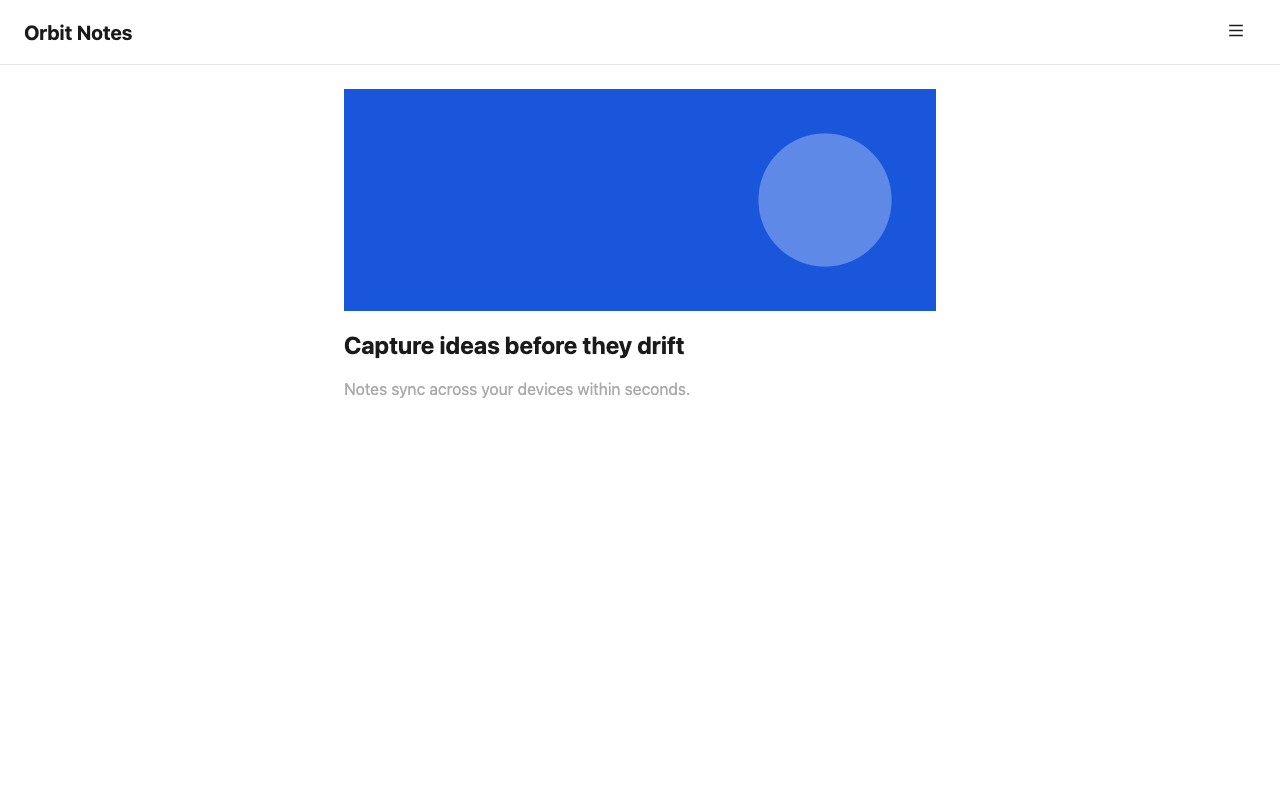 Orbit Notes
Capture ideas before they drift
Notes sync across your devices within seconds.